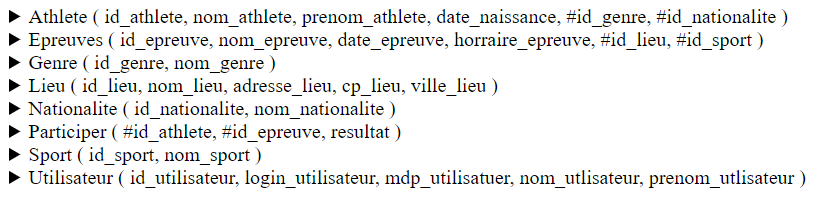 ▶ Athlete ( id_athlete, nom_athlete, prenom_athlete, date_naissance, #id_genre, #id_nationalite )
▶ Epreuves ( id_epreuve, nom_epreuve, date_epreuve, horraire_epreuve, #id_lieu, #id_sport )
▶ Genre ( id_genre, nom_genre )
▶ Lieu ( id_lieu, nom_lieu, adresse_lieu, cp_lieu, ville_lieu )
▶ Nationalite ( id_nationalite, nom_nationalite )
▶ Participer ( #id_athlete, #id_epreuve, resultat )
▶ Sport ( id_sport, nom_sport )
▶ Utilisateur ( id_utilisateur, login_utilisateur, mdp_utilisatuer, nom_utlisateur, prenom_utlisateur )